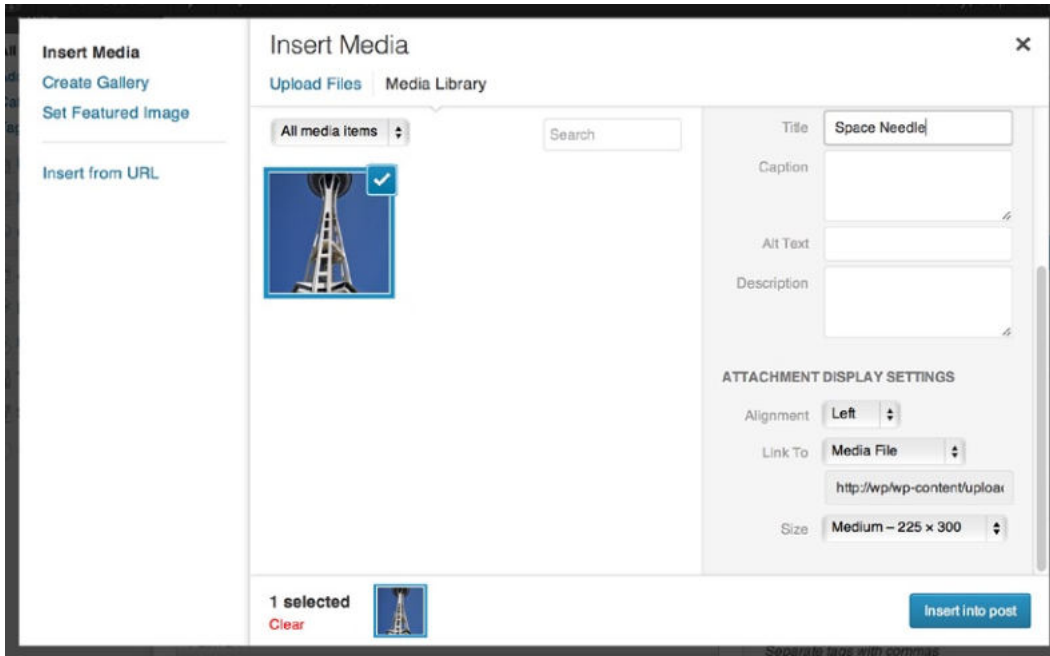 Insert Media
Create Gallery
Set Featured Image
Insert from URL
Insert Media
Upload Files
Media Library
All media items
Search
Title
Space Needle
Caption
Alt Text
Description
ATTACHMENT DISPLAY SETTINGS
Alignment
Left
Link To
Media File
http://wp/wp-content/uploa
Size
Medium – 225 × 300
1 selected
Clear
Insert into post
Separate tags with commas